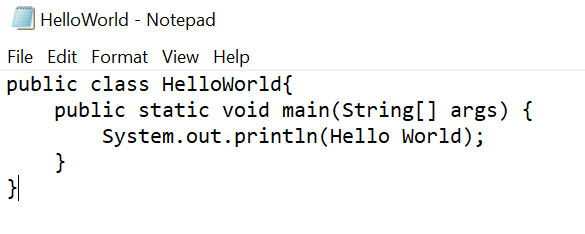 HelloWorld - Notepad
File Edit Format View Help
public class HelloWorld{
    public static void main(String[] args) {
        System.out.println(Hello World);
    }
}